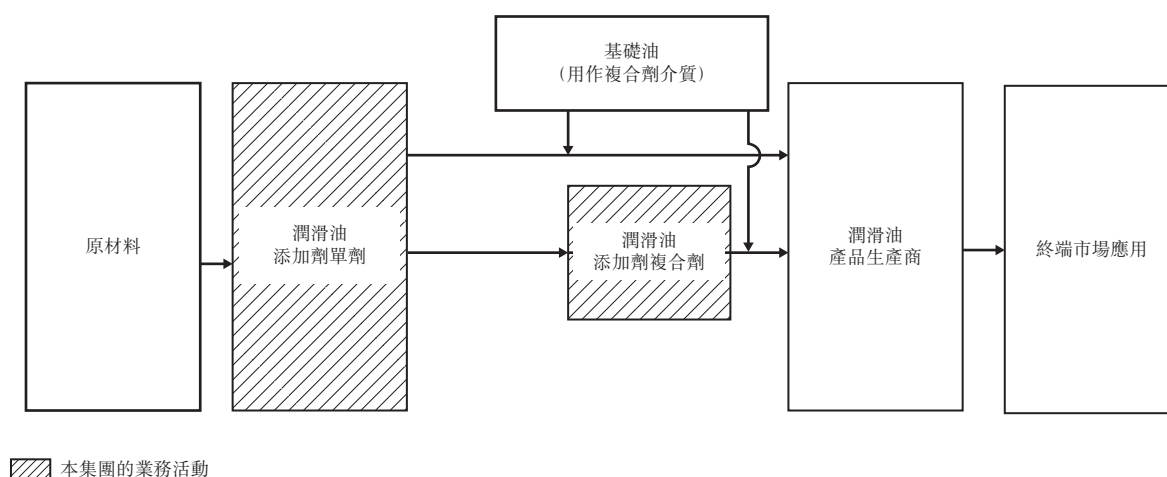 基礎油
(用作複合劑介質)
原材料
潤滑油
添加劑單劑
潤滑油
添加劑複合劑
潤滑油
產品生產商
終端市場應用
本集團的業務活動